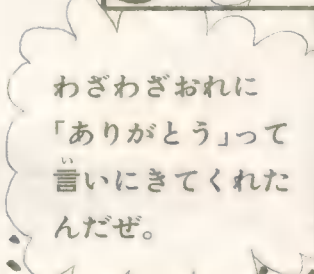 わざわざおれに
「ありがとう」って
言いにきてくれた
んだぜ。